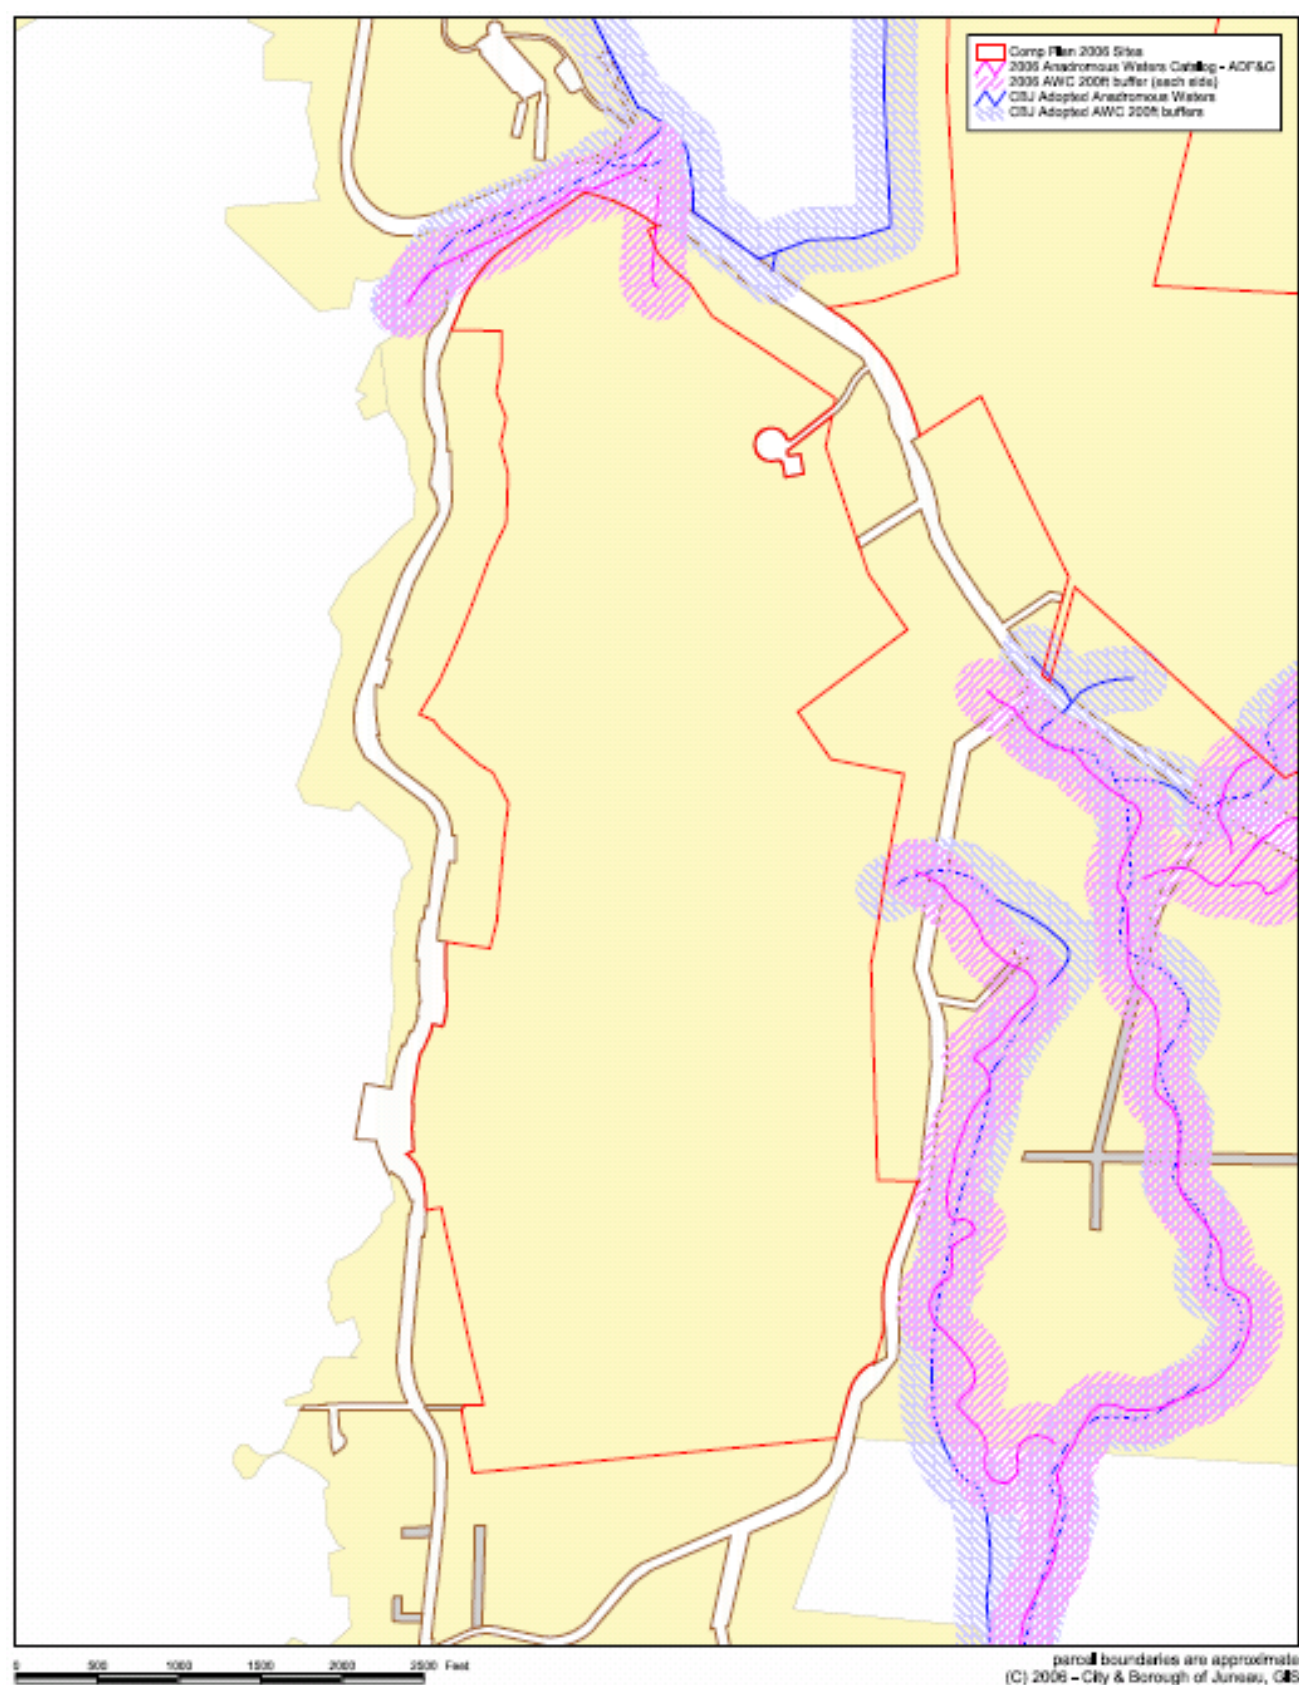 Comp Plan 2006 Sites
2006 Anadromous Waters Catalog - ADF&G
2006 AWC 200ft buffer (each side)
CBJ Adopted Anadromous Waters
CBJ Adopted AWC 200ft buffers
0 500 1000 1500 2000 2500 Feet
parcel boundaries are approximate
(C) 2006 - City & Borough of Juneau, GIS